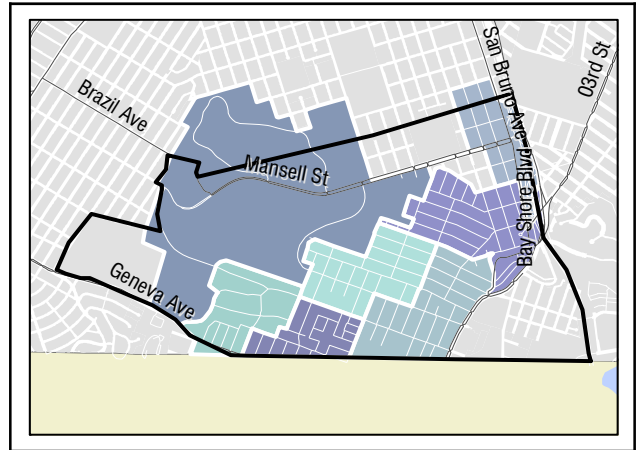 San Bruno Ave
03rd St
Brazil Ave
Mansell St
Bay Shore Blvd
Geneva Ave